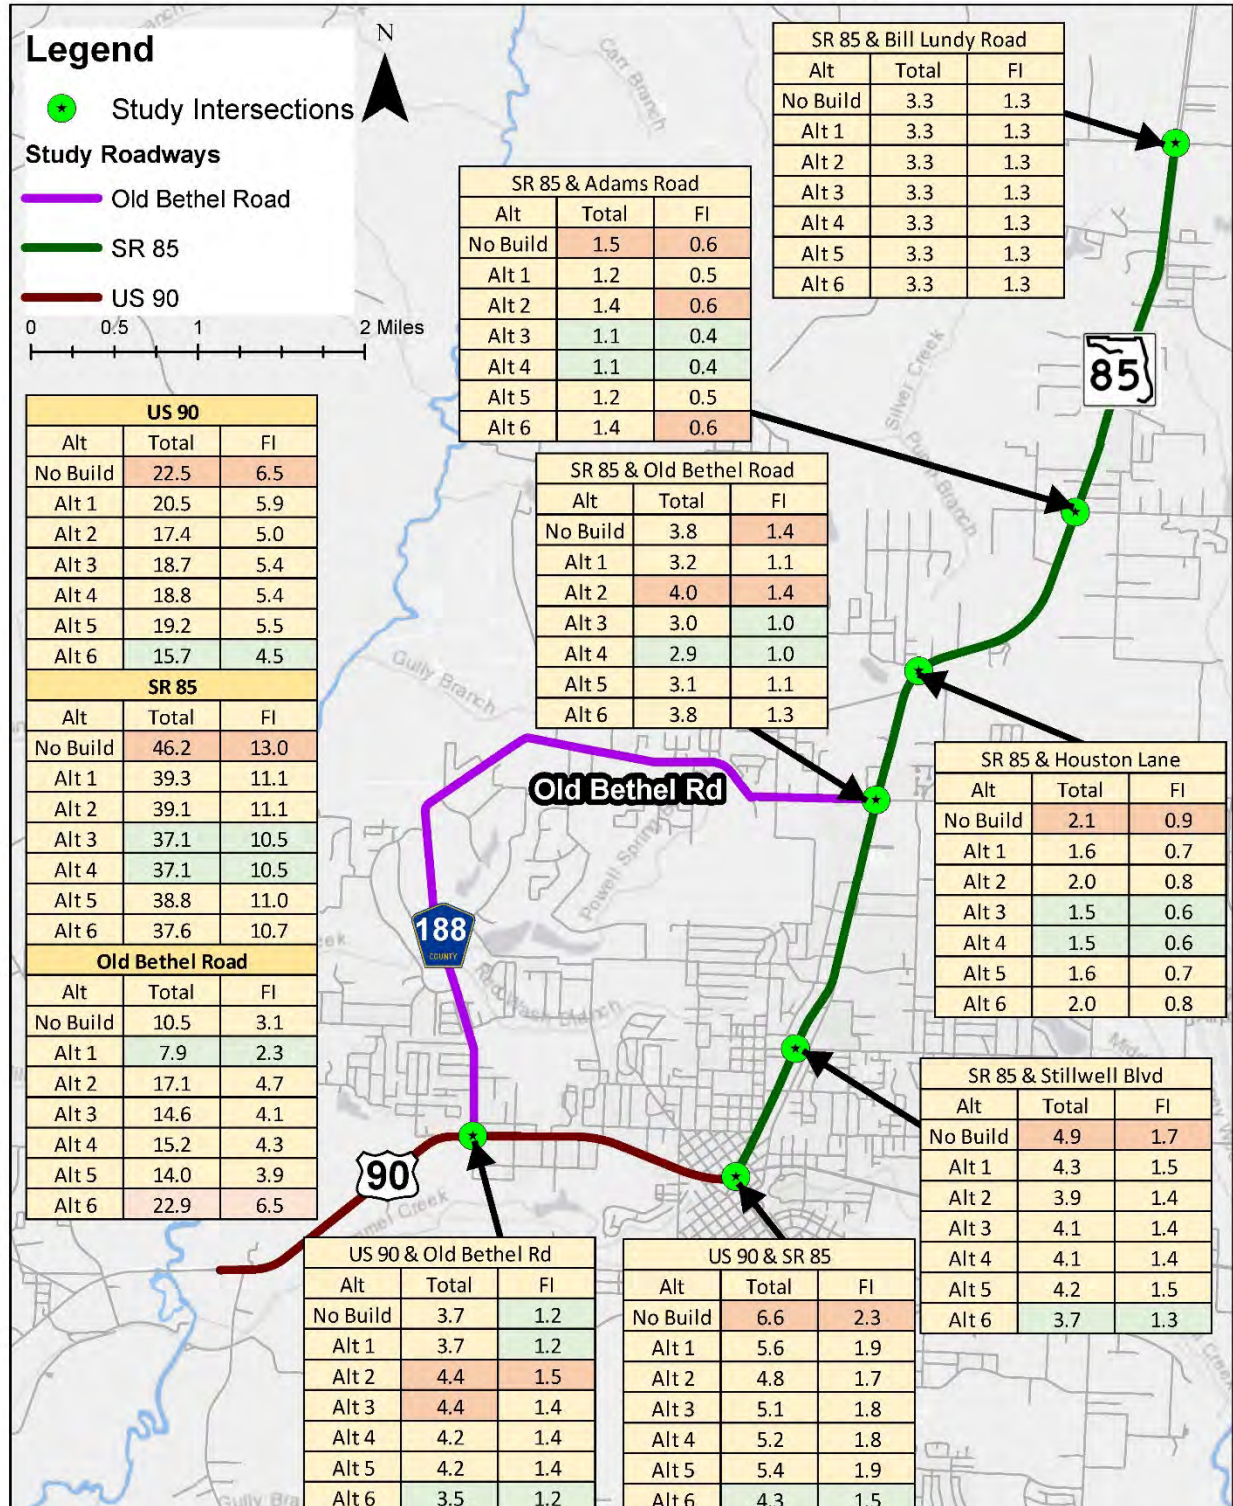 Legend
Study Intersections
Study Roadways
Old Bethel Road
SR 85
US 90
0 0.5 1 2 Miles
N
Carr Branch
SR 85 & Bill Lundy Road
Alt Total FI
No Build 3.3 1.3
Alt 1 3.3 1.3
Alt 2 3.3 1.3
Alt 3 3.3 1.3
Alt 4 3.3 1.3
Alt 5 3.3 1.3
Alt 6 3.3 1.3
SR 85 & Adams Road
Alt Total FI
No Build 1.5 0.6
Alt 1 1.2 0.5
Alt 2 1.4 0.6
Alt 3 1.1 0.4
Alt 4 1.1 0.4
Alt 5 1.2 0.5
Alt 6 1.4 0.6
85
Silver Creek
Pump Branch
US 90
Alt Total FI
No Build 22.5 6.5
Alt 1 20.5 5.9
Alt 2 17.4 5.0
Alt 3 18.7 5.4
Alt 4 18.8 5.4
Alt 5 19.2 5.5
Alt 6 15.7 4.5
SR 85
Alt Total FI
No Build 46.2 13.0
Alt 1 39.3 11.1
Alt 2 39.1 11.1
Alt 3 37.1 10.5
Alt 4 37.1 10.5
Alt 5 38.8 11.0
Alt 6 37.6 10.7
Old Bethel Road
Alt Total FI
No Build 10.5 3.1
Alt 1 7.9 2.3
Alt 2 17.1 4.7
Alt 3 14.6 4.1
Alt 4 15.2 4.3
Alt 5 14.0 3.9
Alt 6 22.9 6.5
SR 85 & Old Bethel Road
Alt Total FI
No Build 3.8 1.4
Alt 1 3.2 1.1
Alt 2 4.0 1.4
Alt 3 3.0 1.0
Alt 4 2.9 1.0
Alt 5 3.1 1.1
Alt 6 3.8 1.3
Gully Branch
Old Bethel Rd
Powell Spring
188
COUNTY
Red Wash Branch
SR 85 & Houston Lane
Alt Total FI
No Build 2.1 0.9
Alt 1 1.6 0.7
Alt 2 2.0 0.8
Alt 3 1.5 0.6
Alt 4 1.5 0.6
Alt 5 1.6 0.7
Alt 6 2.0 0.8
SR 85 & Stillwell Blvd
Alt Total FI
No Build 4.9 1.7
Alt 1 4.3 1.5
Alt 2 3.9 1.4
Alt 3 4.1 1.4
Alt 4 4.1 1.4
Alt 5 4.2 1.5
Alt 6 3.7 1.3
90
Creek
US 90 & Old Bethel Rd
Alt Total FI
No Build 3.7 1.2
Alt 1 3.7 1.2
Alt 2 4.4 1.5
Alt 3 4.4 1.4
Alt 4 4.2 1.4
Alt 5 4.2 1.4
Alt 6 3.5 1.2
US 90 & SR 85
Alt Total FI
No Build 6.6 2.3
Alt 1 5.6 1.9
Alt 2 4.8 1.7
Alt 3 5.1 1.8
Alt 4 5.2 1.8
Alt 5 5.4 1.9
Alt 6 4.3 1.5
Gully Bra